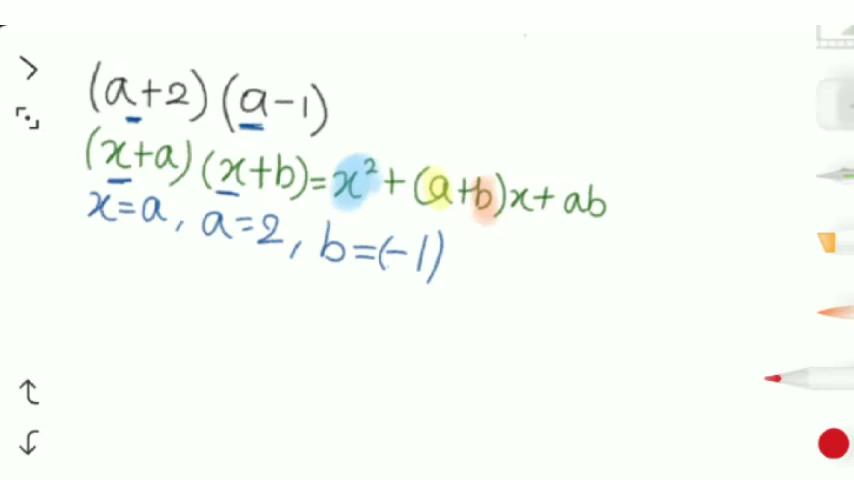 (a+2)(a-1)
(x+a)(x+b)=x²+(a+b)x+ab
x=a, a=2, b=(-1)